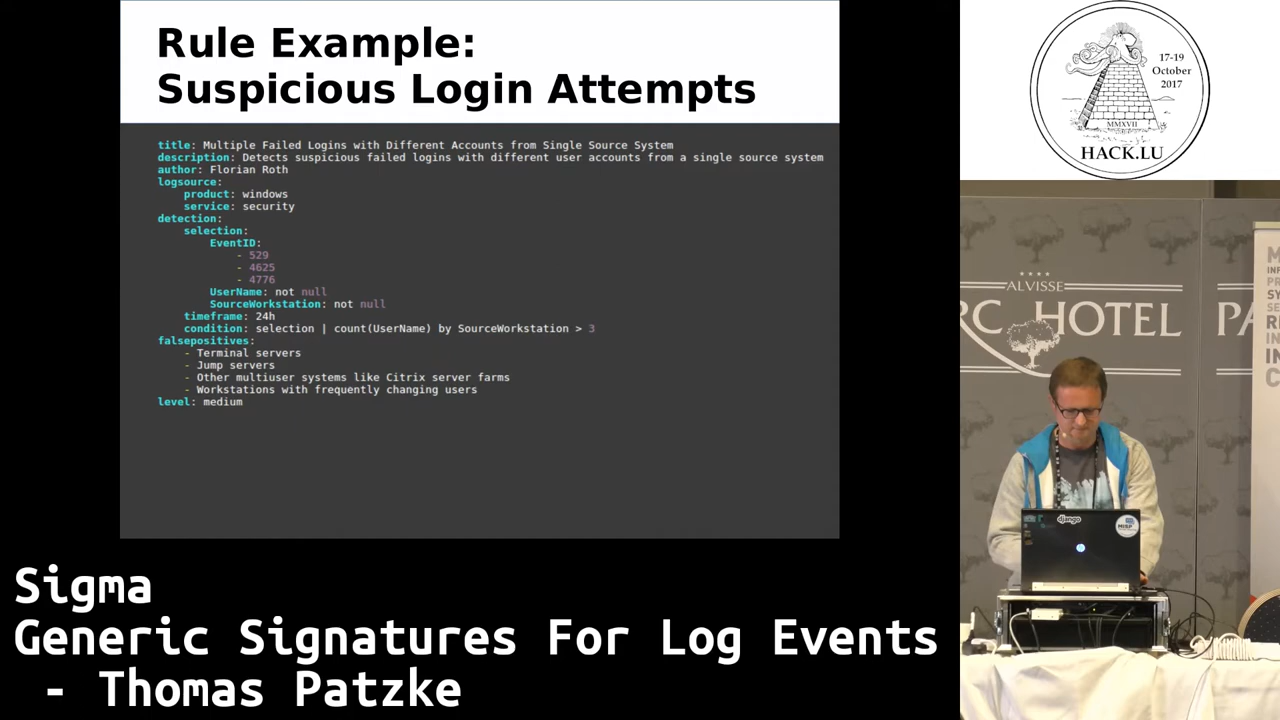 Rule Example:
Suspicious Login Attempts
title: Multiple Failed Logins with Different Accounts from Single Source System
description: Detects suspicious failed logins with different user accounts from a single source system
author: Florian Roth
logsource:
product: windows
service: security
detection:
selection:
EventID:
- 529
- 4625
- 4776
UserName: not null
SourceWorkstation: not null
timeframe: 24h
condition: selection | count(UserName) by SourceWorkstation > 3
falsepositives:
- Terminal servers
- Jump servers
- Other multiuser systems like Citrix server farms
- Workstations with frequently changing users
level: medium
17-19
October
2017
MMXVII
HACK.LU
ALVISSE
RC HOTEL
PA
django
MISP
Sigma
Generic Signatures For Log Events
- Thomas Patzke